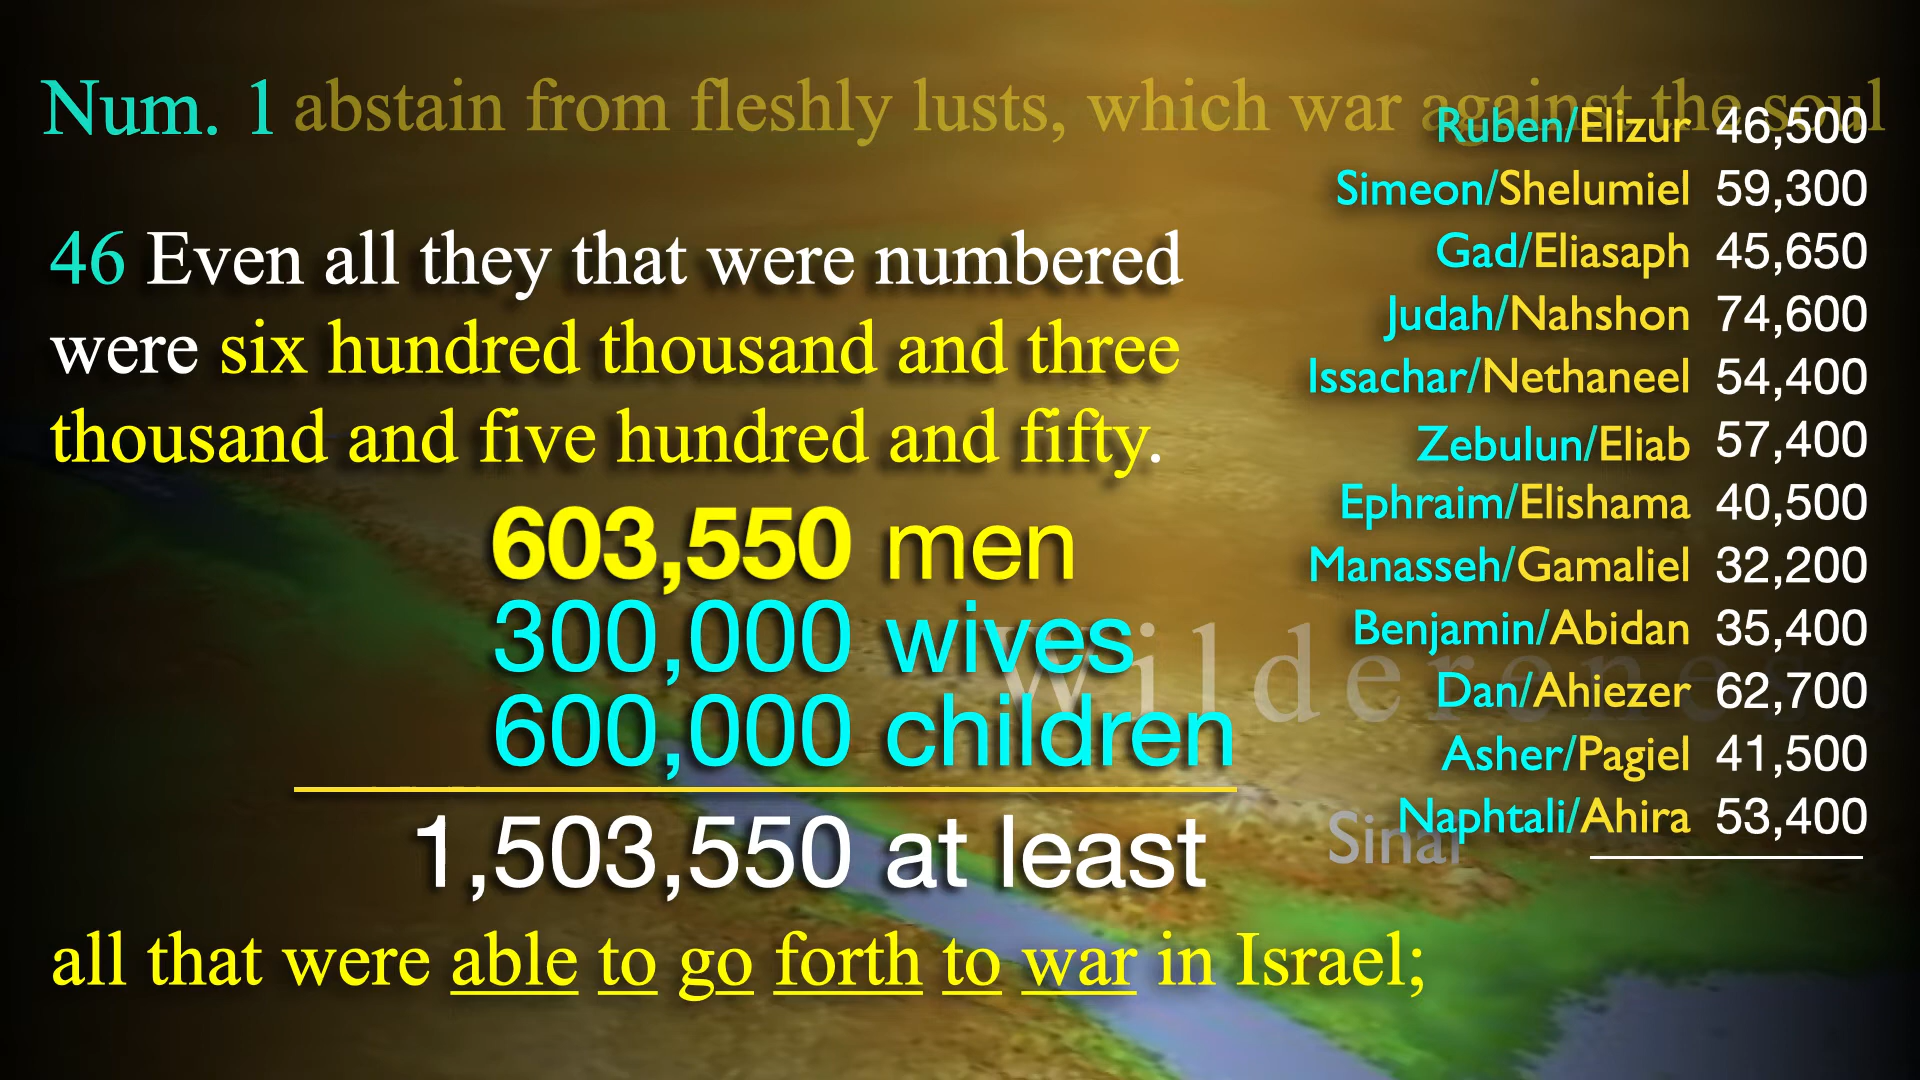 Num. 1 abstain from fleshly lusts, which war against the soul
46 Even all they that were numbered
were six hundred thousand and three
thousand and five hundred and fifty.
603,550 men
300,000 wives
600,000 children
1,503,550 at least
all that were able to go forth to war in Israel;
Ruben/Elizur 46,500
Simeon/Shelumiel 59,300
Gad/Eliasaph 45,650
Judah/Nahshon 74,600
Issachar/Nethaneel 54,400
Zebulun/Eliab 57,400
Ephraim/Elishama 40,500
Manasseh/Gamaliel 32,200
Benjamin/Abidan 35,400
Dan/Ahiezer 62,700
Asher/Pagiel 41,500
Naphtali/Ahira 53,400
Wilderness
Sinai